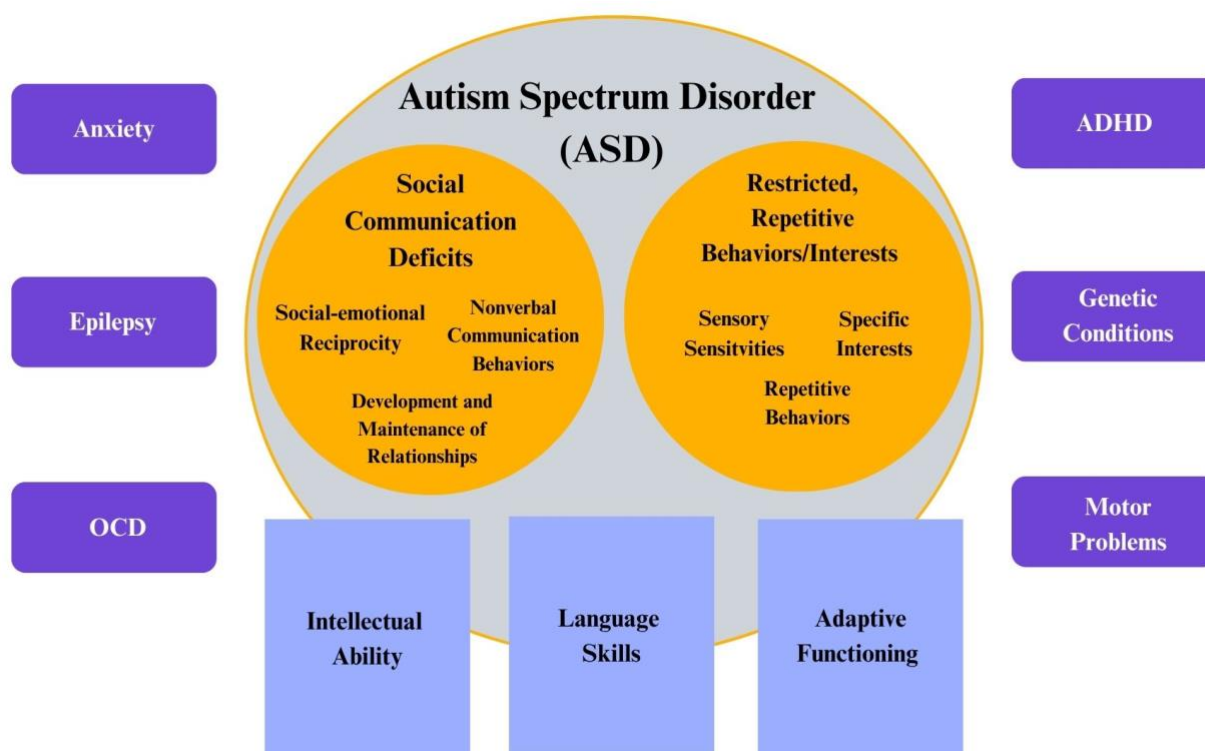 Autism Spectrum Disorder
(ASD)
Anxiety
Epilepsy
OCD
Social
Communication
Deficits
Social-emotional
Reciprocity
Nonverbal
Communication
Behaviors
Development and
Maintenance of
Relationships
Restricted,
Repetitive
Behaviors/Interests
Sensory
Sensitvities
Specific
Interests
Repetitive
Behaviors
ADHD
Genetic
Conditions
Motor
Problems
Intellectual
Ability
Language
Skills
Adaptive
Functioning